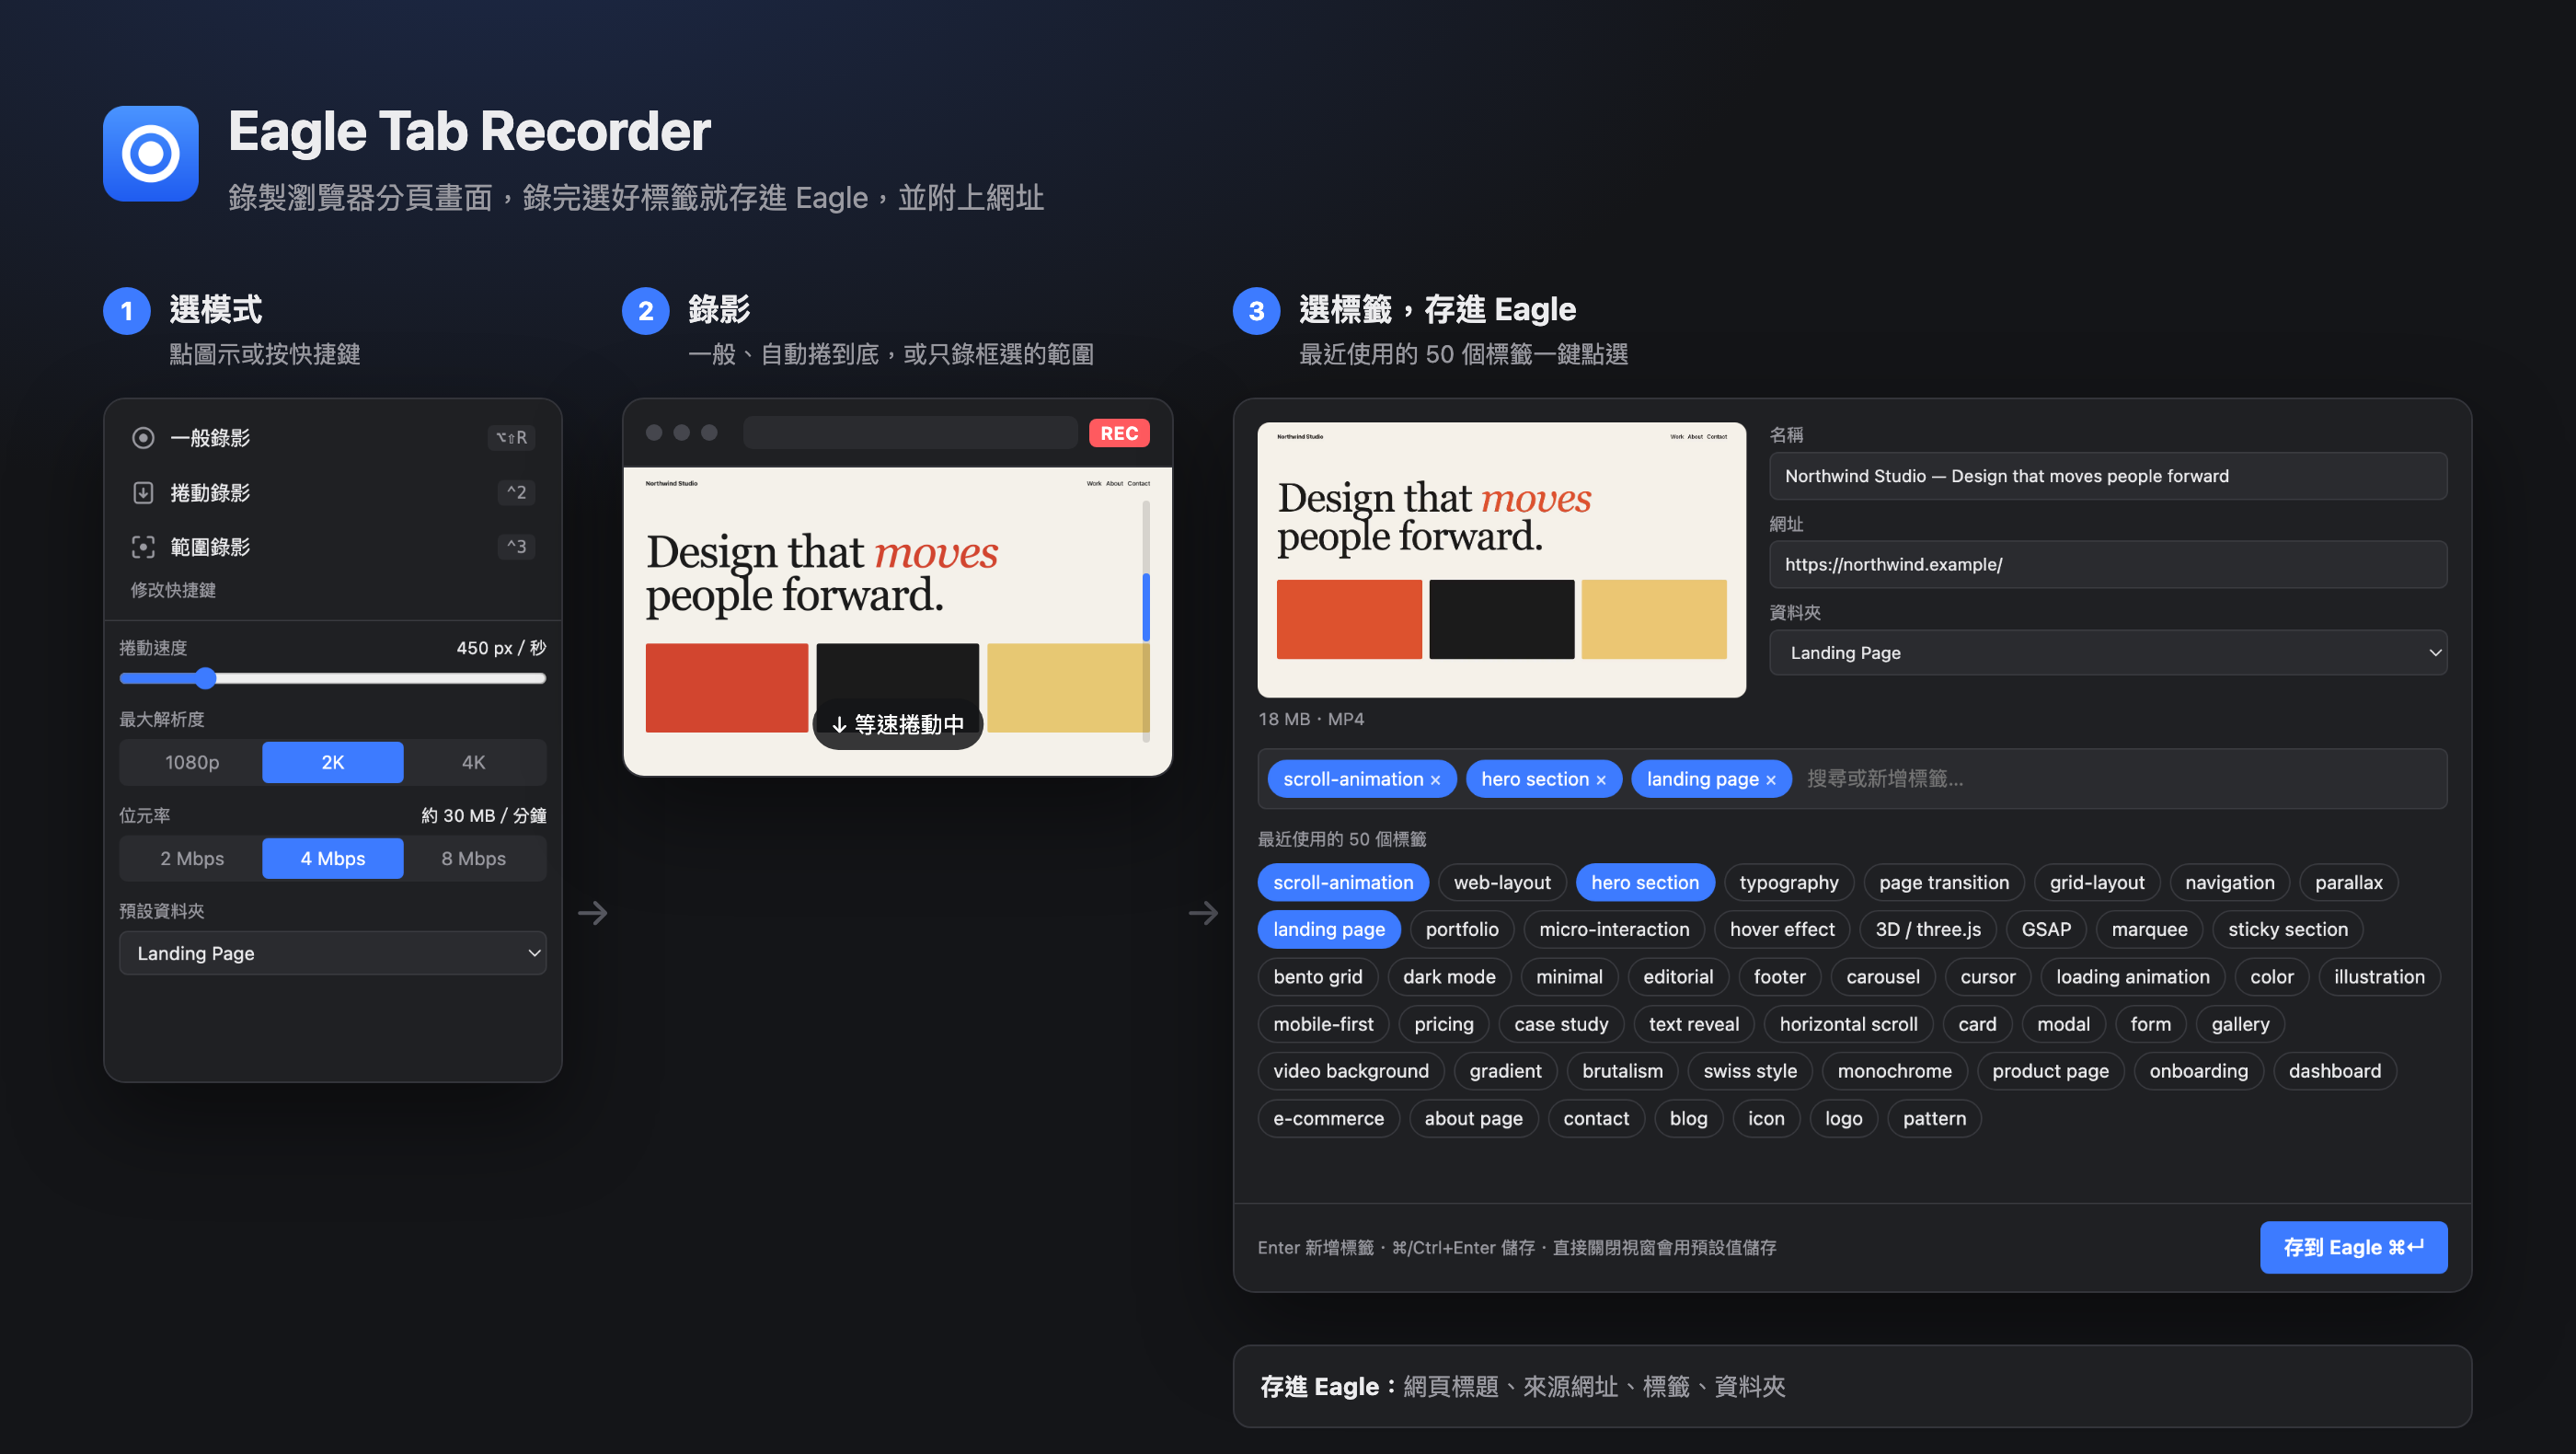 Eagle Tab Recorder
錄製瀏覽器分頁畫面，錄完選好標籤就存進 Eagle，並附上網址
1 選模式
點圖示或按快捷鍵
一般錄影 ⌥⇧R
捲動錄影 ^2
範圍錄影 ^3
修改快捷鍵
捲動速度 450 px / 秒
最大解析度
1080p 2K 4K
位元率 約 30 MB / 分鐘
2 Mbps 4 Mbps 8 Mbps
預設資料夾
Landing Page
2 錄影
一般、自動捲到底，或只錄框選的範圍
REC
Northwind Studio Work About Contact
Design that moves
people forward.
↓ 等速捲動中
3 選標籤，存進 Eagle
最近使用的 50 個標籤一鍵點選
Northwind Studio Work About Contact
Design that moves
people forward.
18 MB · MP4
名稱
Northwind Studio — Design that moves people forward
網址
https://northwind.example/
資料夾
Landing Page
scroll-animation × hero section × landing page × 搜尋或新增標籤...
最近使用的 50 個標籤
scroll-animation web-layout hero section typography page transition grid-layout navigation parallax
landing page portfolio micro-interaction hover effect 3D / three.js GSAP marquee sticky section
bento grid dark mode minimal editorial footer carousel cursor loading animation color illustration
mobile-first pricing case study text reveal horizontal scroll card modal form gallery
video background gradient brutalism swiss style monochrome product page onboarding dashboard
e-commerce about page contact blog icon logo pattern
Enter 新增標籤 · ⌘/Ctrl+Enter 儲存 · 直接關閉視窗會用預設值儲存
存到 Eagle ⌘↵
存進 Eagle：網頁標題、來源網址、標籤、資料夾